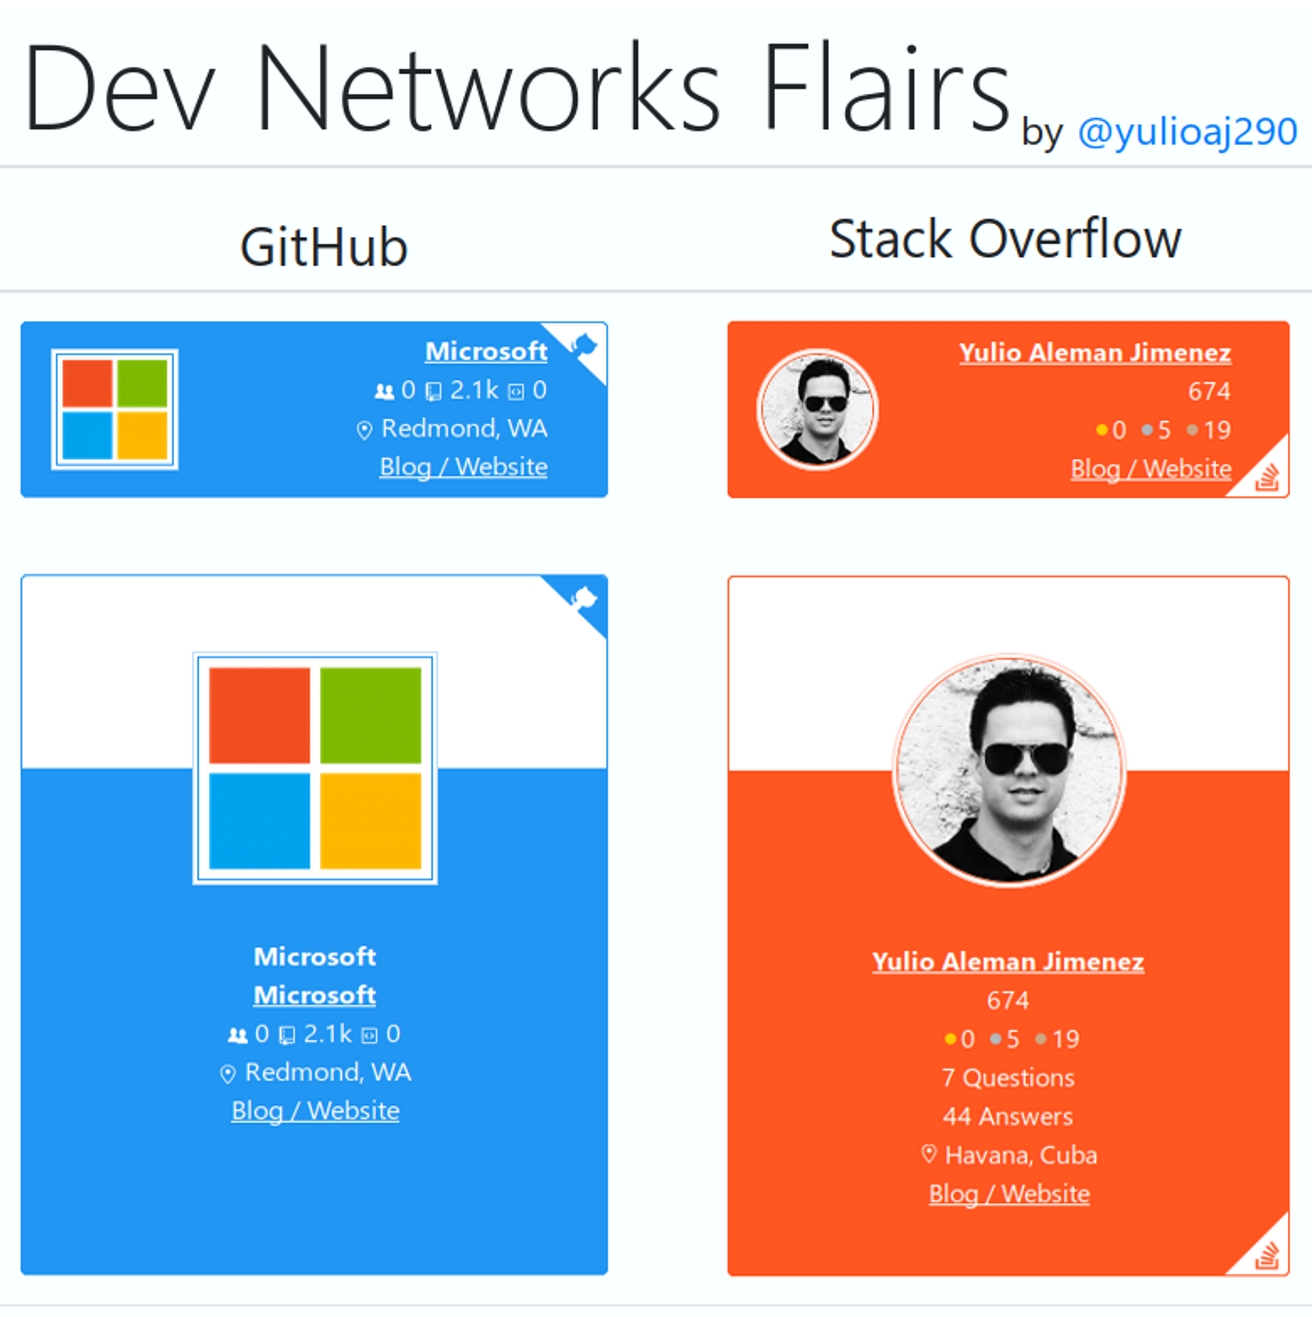 Dev Networks Flairs by @yulioaj290
GitHub
Stack Overflow
Microsoft
0 2.1k 0
Redmond, WA
Blog / Website
Yulio Aleman Jimenez
674
0 5 19
Blog / Website
Microsoft
Microsoft
0 2.1k 0
Redmond, WA
Blog / Website
Yulio Aleman Jimenez
674
0 5 19
7 Questions
44 Answers
Havana, Cuba
Blog / Website